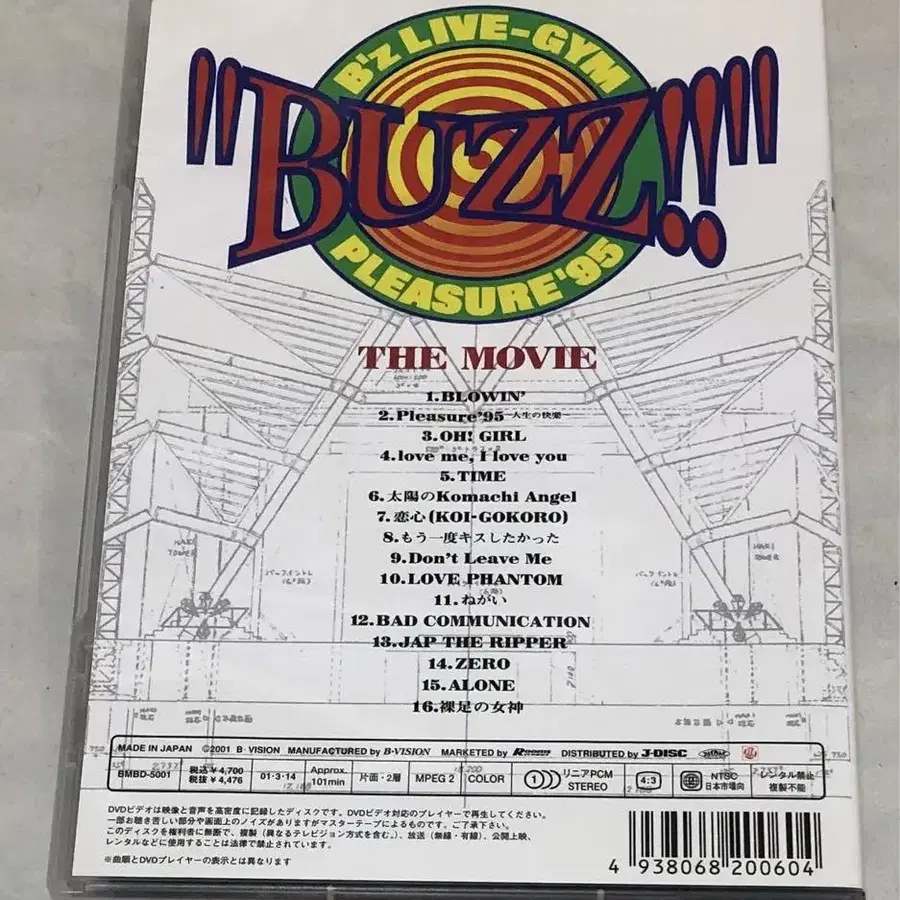 B'z LIVE-GYM
"BUZZ!!"
PLEASURE'95
THE MOVIE
1.BLOWIN'
2.Pleasure'95 -人生の快楽-
3.OH! GIRL
4.love me, I love you
5.TIME
6.太陽のKomachi Angel
7.恋心(KOI-GOKORO)
8.もう一度キスしたかった
9.Don't Leave Me
10.LOVE PHANTOM
11.ねがい
12.BAD COMMUNICATION
13.JAP THE RIPPER
14.ZERO
15.ALONE
16.裸足の女神
MADE IN JAPAN ©2001 B-VISION MANUFACTURED by B-VISION MARKETED by DISTRIBUTED by J-DISC
BMBD-5001 税込¥4,700 税抜¥4,476 01·3·14 Approx. 101min 片面・2層 MPEG 2 COLOR 1 リニアPCM STEREO 4:3 2 NTSC 日本市場向 レンタル禁止 複製不能
DVDビデオは映像と音声を高密度に記録したディスクです。DVDビデオ対応のプレイヤーで再生してください。
一部お聴き苦しい部分や画面上のノイズがありますがマスターテープによるものです。ご了承下さい。
このディスクを権利者に無断で、複製(異なるテレビジョン方式を含む。)、放送(無線・有線)、公開上映、
レンタルなどに使用することは法律で禁止されています。
※曲順とDVDプレイヤーの表示とは異なります
4 938068 200604